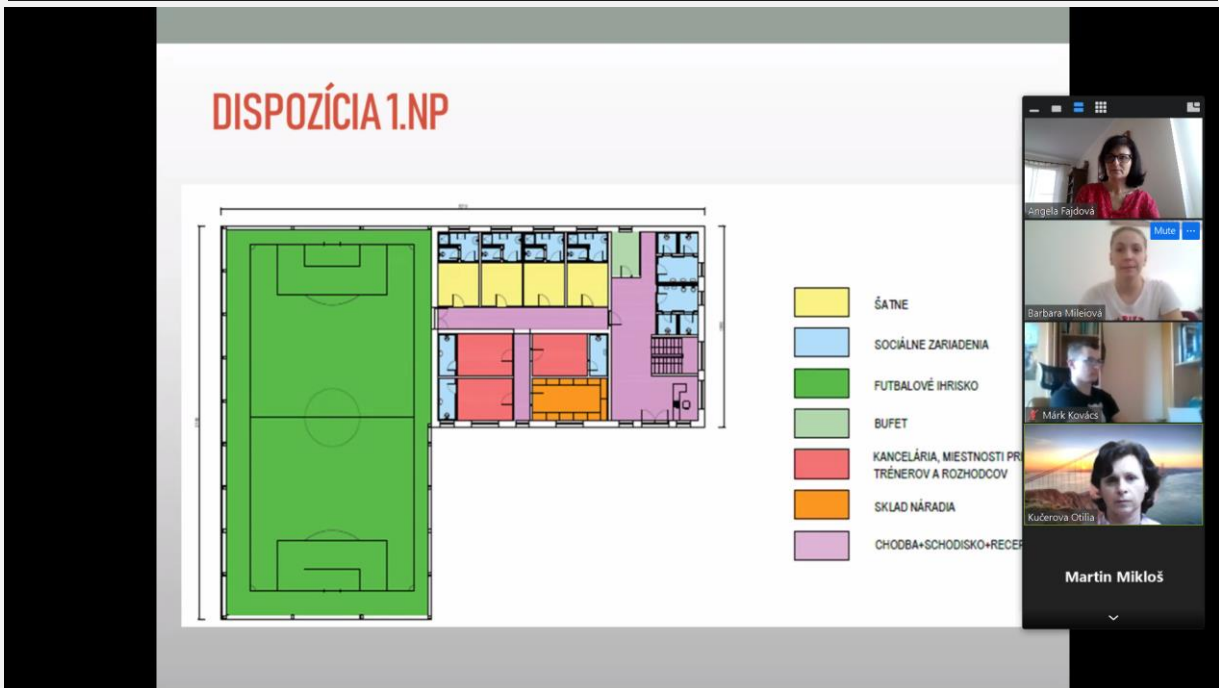 DISPOZÍCIA 1.NP
ŠATNE
SOCIÁLNE ZARIADENIA
FUTBALOVÉ IHRISKO
BUFET
KANCELÁRIA, MIESTNOSTI PR
TRÉNEROV A ROZHODCOV
SKLAD NÁRADIA
CHODBA+SCHODISKO+RECEP
Angela Fajdová
Mute
Barbara Mileiová
Márk Kovács
Kučerova Otília
Martin Mikloš